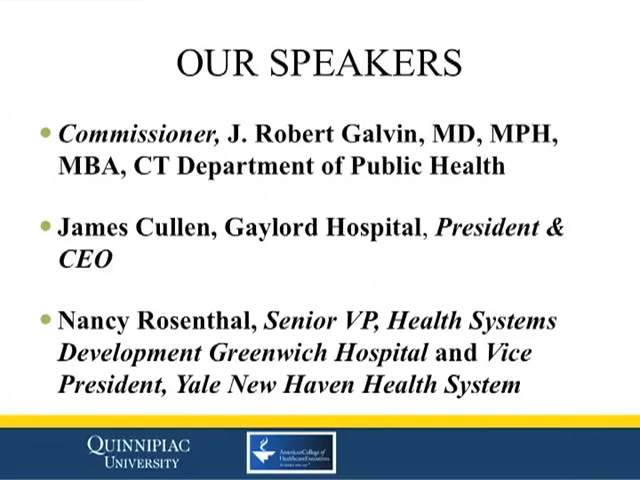 OUR SPEAKERS
Commissioner, J. Robert Galvin, MD, MPH,
MBA, CT Department of Public Health
James Cullen, Gaylord Hospital, President &
CEO
Nancy Rosenthal, Senior VP, Health Systems
Development Greenwich Hospital and Vice
President, Yale New Haven Health System
QUINNIPIAC
UNIVERSITY
American College of
Healthcare Executives